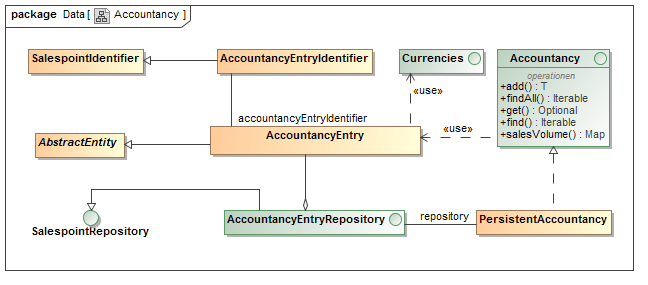 package Data [ Accountancy ]
SalespointIdentifier
AccountancyEntryIdentifier
Currencies
Accountancy
operationen
+add() : T
+findAll() : Iterable
+get() : Optional
+find() : Iterable
+salesVolume() : Map
«use»
accountancyEntryIdentifier
«use»
AbstractEntity
AccountancyEntry
SalespointRepository
AccountancyEntryRepository
repository
PersistentAccountancy